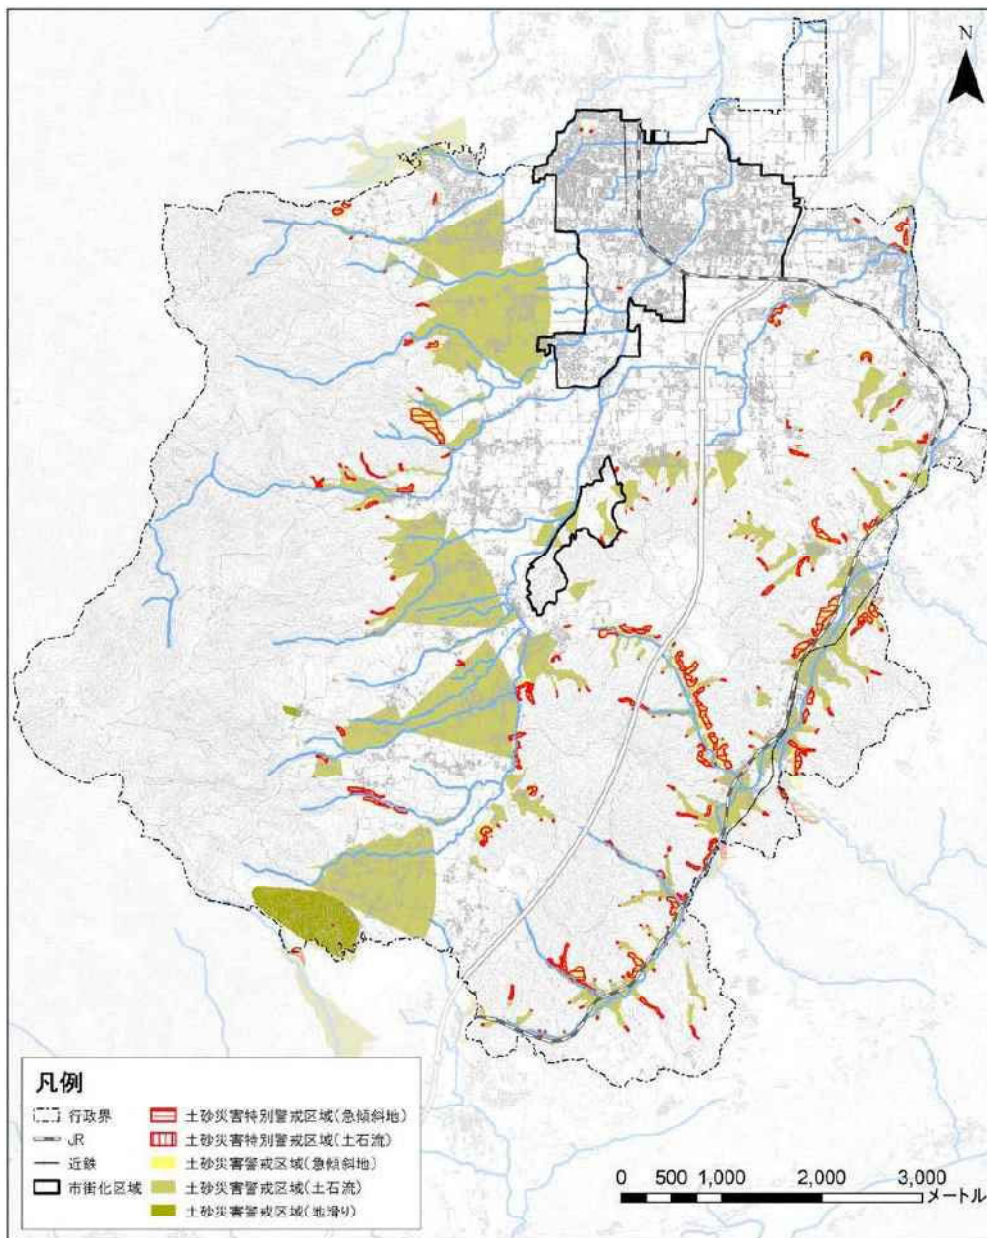 N
凡例
行政界
JR
近鉄
市街化区域
土砂災害特別警戒区域(急傾斜地)
土砂災害特別警戒区域(土石流)
土砂災害警戒区域(急傾斜地)
土砂災害警戒区域(土石流)
土砂災害警戒区域(地滑り)
0 500 1,000 2,000 3,000
メートル